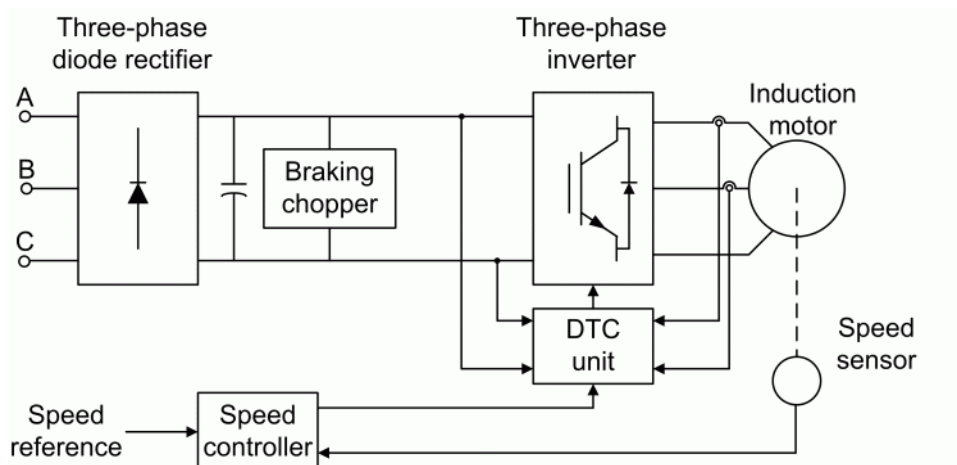 Three-phase
diode rectifier
Three-phase
inverter
Induction
motor
A
B
C
Braking
chopper
DTC
unit
Speed
sensor
Speed
reference
Speed
controller